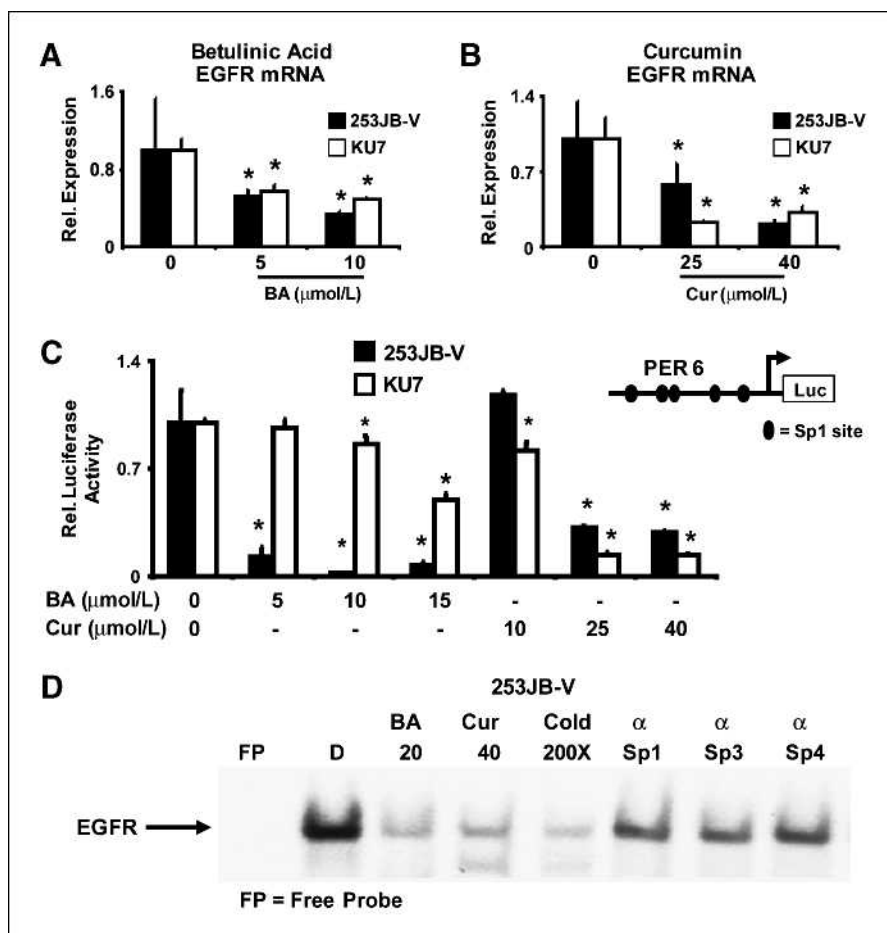 A
Betulinic Acid
EGFR mRNA
1.6
0.8
0
Rel. Expression
253JB-V
KU7
* * * *
0 5 10
BA (μmol/L)
B
Curcumin
EGFR mRNA
1.4
0.7
0
Rel. Expression
253JB-V
KU7
* * * *
0 25 40
Cur (μmol/L)
C
1.4
0.7
0
Rel. Luciferase
Activity
253JB-V
KU7
PER 6
Luc
= Sp1 site
* * * * * * * * * *
BA (μmol/L) 0 5 10 15 - - -
Cur (μmol/L) 0 - - - 10 25 40
D
253JB-V
BA Cur Cold α α α
FP D 20 40 200X Sp1 Sp3 Sp4
EGFR
FP = Free Probe